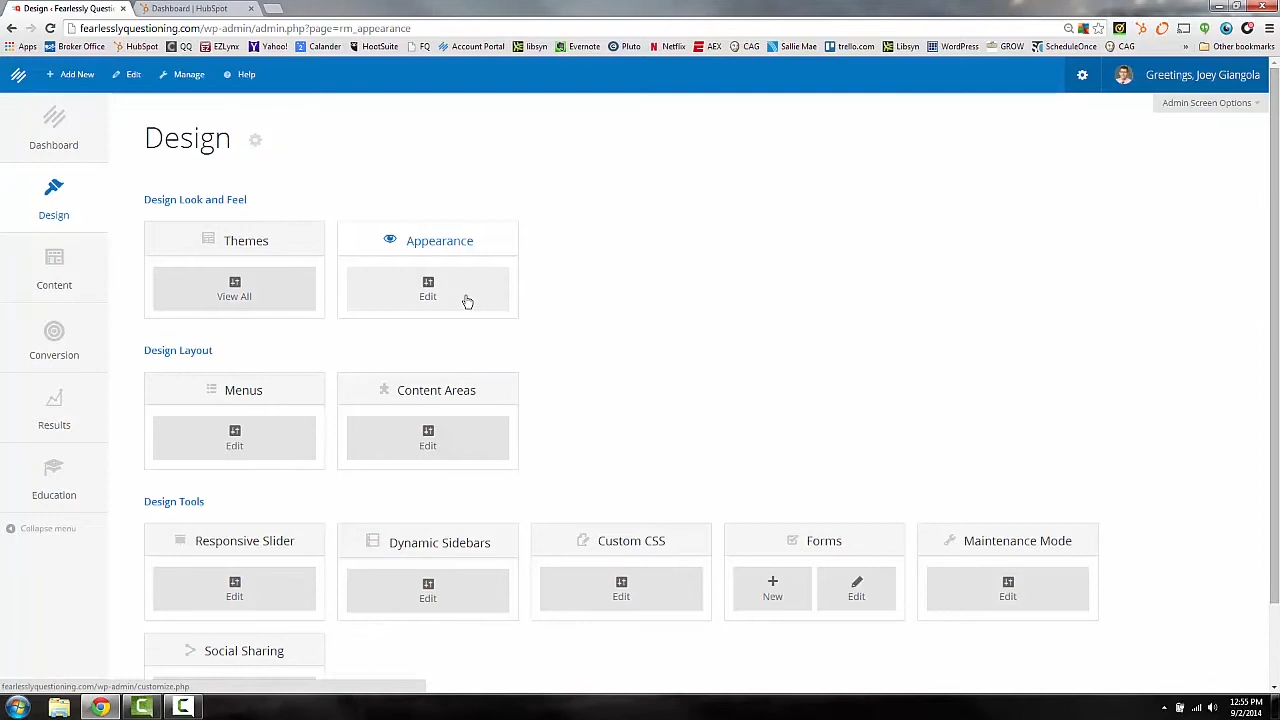 Design ‹ Fearlessly Questi
Dashboard | HubSpot
fearlesslyquestioning.com/wp-admin/admin.php?page=rm_appearance
Apps Broker Office HubSpot QQ EZLynx Yahoo! Calander HootSuite FQ Account Portal libsyn Evernote Pluto Netflix AEX CAG Sallie Mae trello.com Libsyn WordPress GROW ScheduleOnce CAG » Other bookmarks
+ Add New Edit Manage Help Greetings, Joey Giangola
Admin Screen Options
Dashboard
Design
Content
Conversion
Results
Education
Collapse menu
Design
Design Look and Feel
Themes
View All
Appearance
Edit
Design Layout
Menus
Edit
Content Areas
Edit
Design Tools
Responsive Slider
Edit
Dynamic Sidebars
Edit
Custom CSS
Edit
Forms
New
Edit
Maintenance Mode
Edit
Social Sharing
fearlesslyquestioning.com/wp-admin/customize.php
12:55 PM
9/2/2014